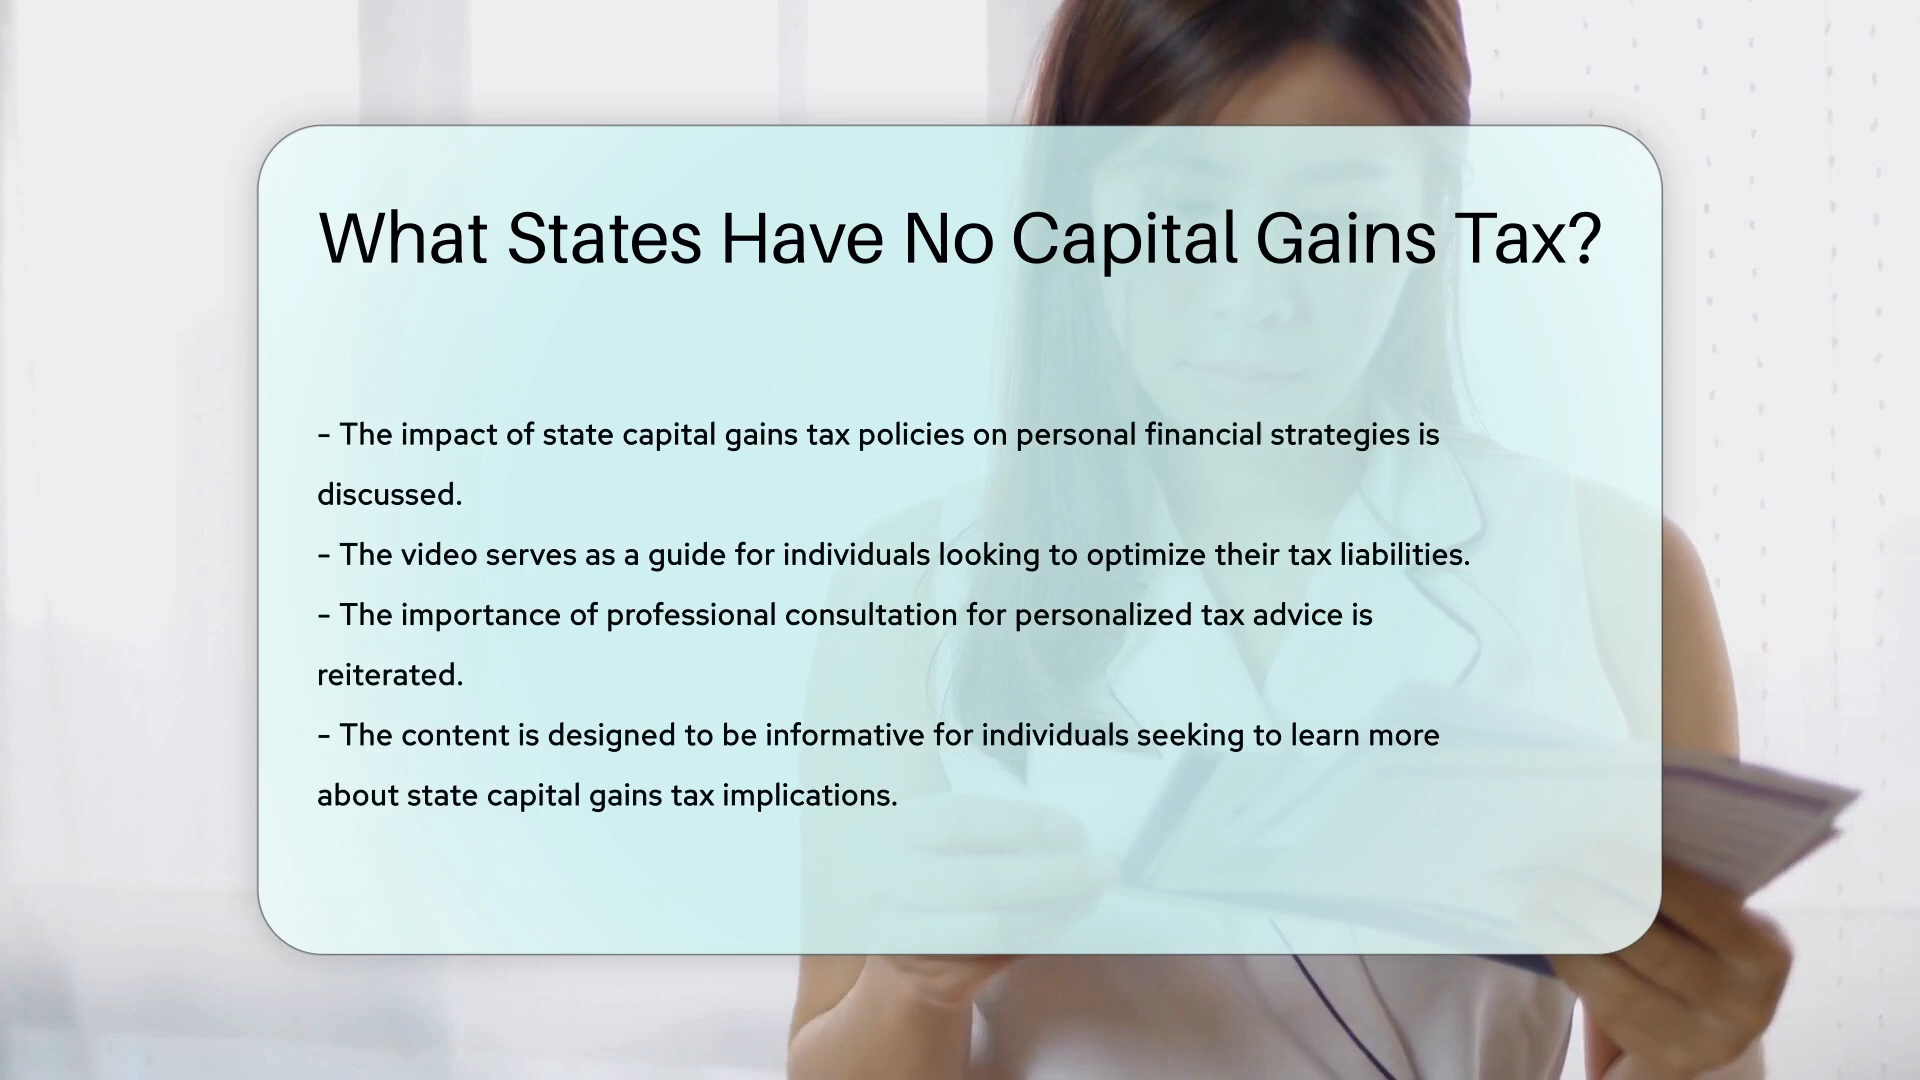 What States Have No Capital Gains Tax?
- The impact of state capital gains tax policies on personal financial strategies is
discussed.
- The video serves as a guide for individuals looking to optimize their tax liabilities.
- The importance of professional consultation for personalized tax advice is
reiterated.
- The content is designed to be informative for individuals seeking to learn more
about state capital gains tax implications.